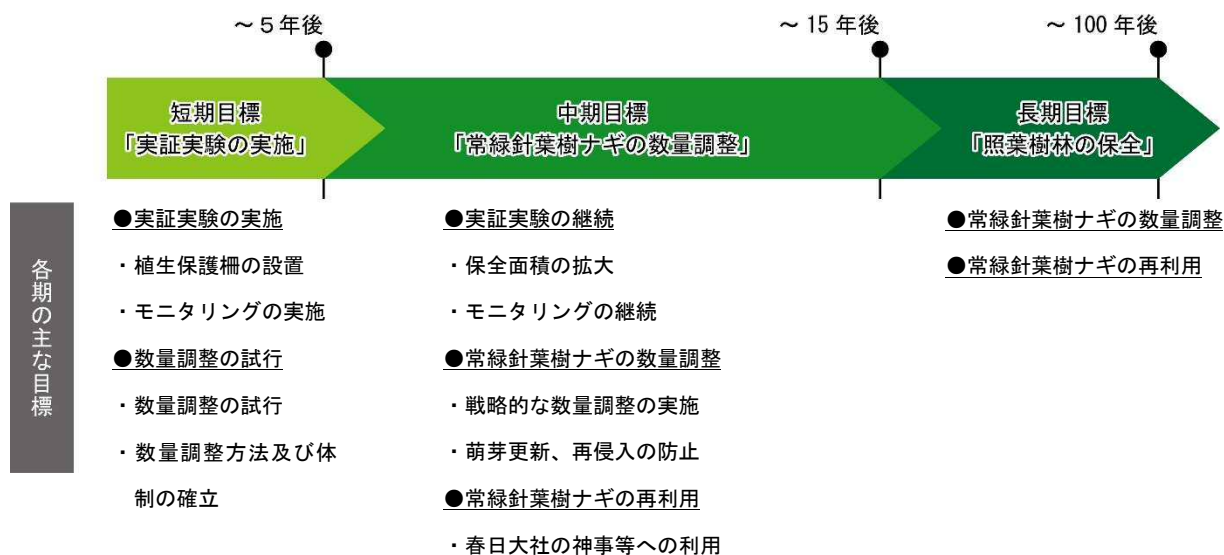 ～５年後
～15年後
～100年後
短期目標
「実証実験の実施」
中期目標
「常緑針葉樹ナギの数量調整」
長期目標
「照葉樹林の保全」
各期の主な目標
●実証実験の実施
・植生保護柵の設置
・モニタリングの実施
●数量調整の試行
・数量調整の試行
・数量調整方法及び体
制の確立
●実証実験の継続
・保全面積の拡大
・モニタリングの継続
●常緑針葉樹ナギの数量調整
・戦略的な数量調整の実施
・萌芽更新、再侵入の防止
●常緑針葉樹ナギの再利用
・春日大社の神事等への利用
●常緑針葉樹ナギの数量調整
●常緑針葉樹ナギの再利用